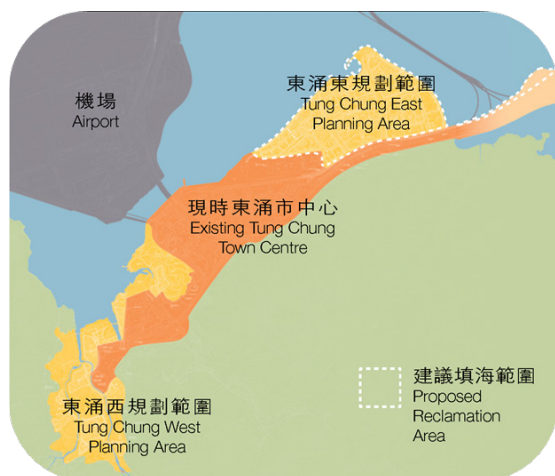 機場
Airport
東涌東規劃範圍
Tung Chung East
Planning Area
現時東涌市中心
Existing Tung Chung
Town Centre
東涌西規劃範圍
Tung Chung West
Planning Area
建議填海範圍
Proposed
Reclamation
Area